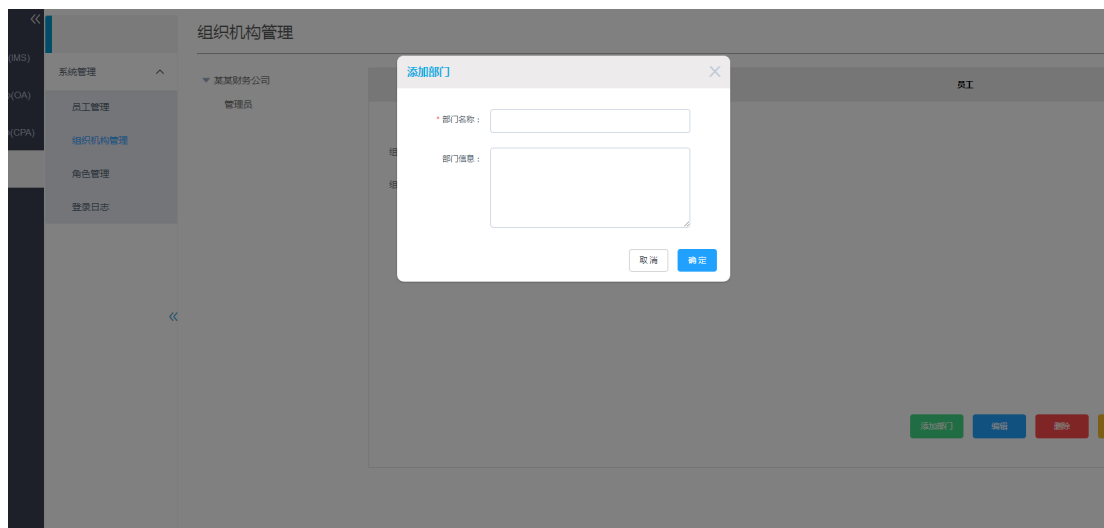 组织机构管理
(IMS)
系统管理
添加部门
某某财务公司
员工
(OA)
员工管理
管理员
* 部门名称：
(CPA)
组织机构管理
组
部门信息：
角色管理
组
登录日志
取 消
确 定
添加部门
编辑
删除